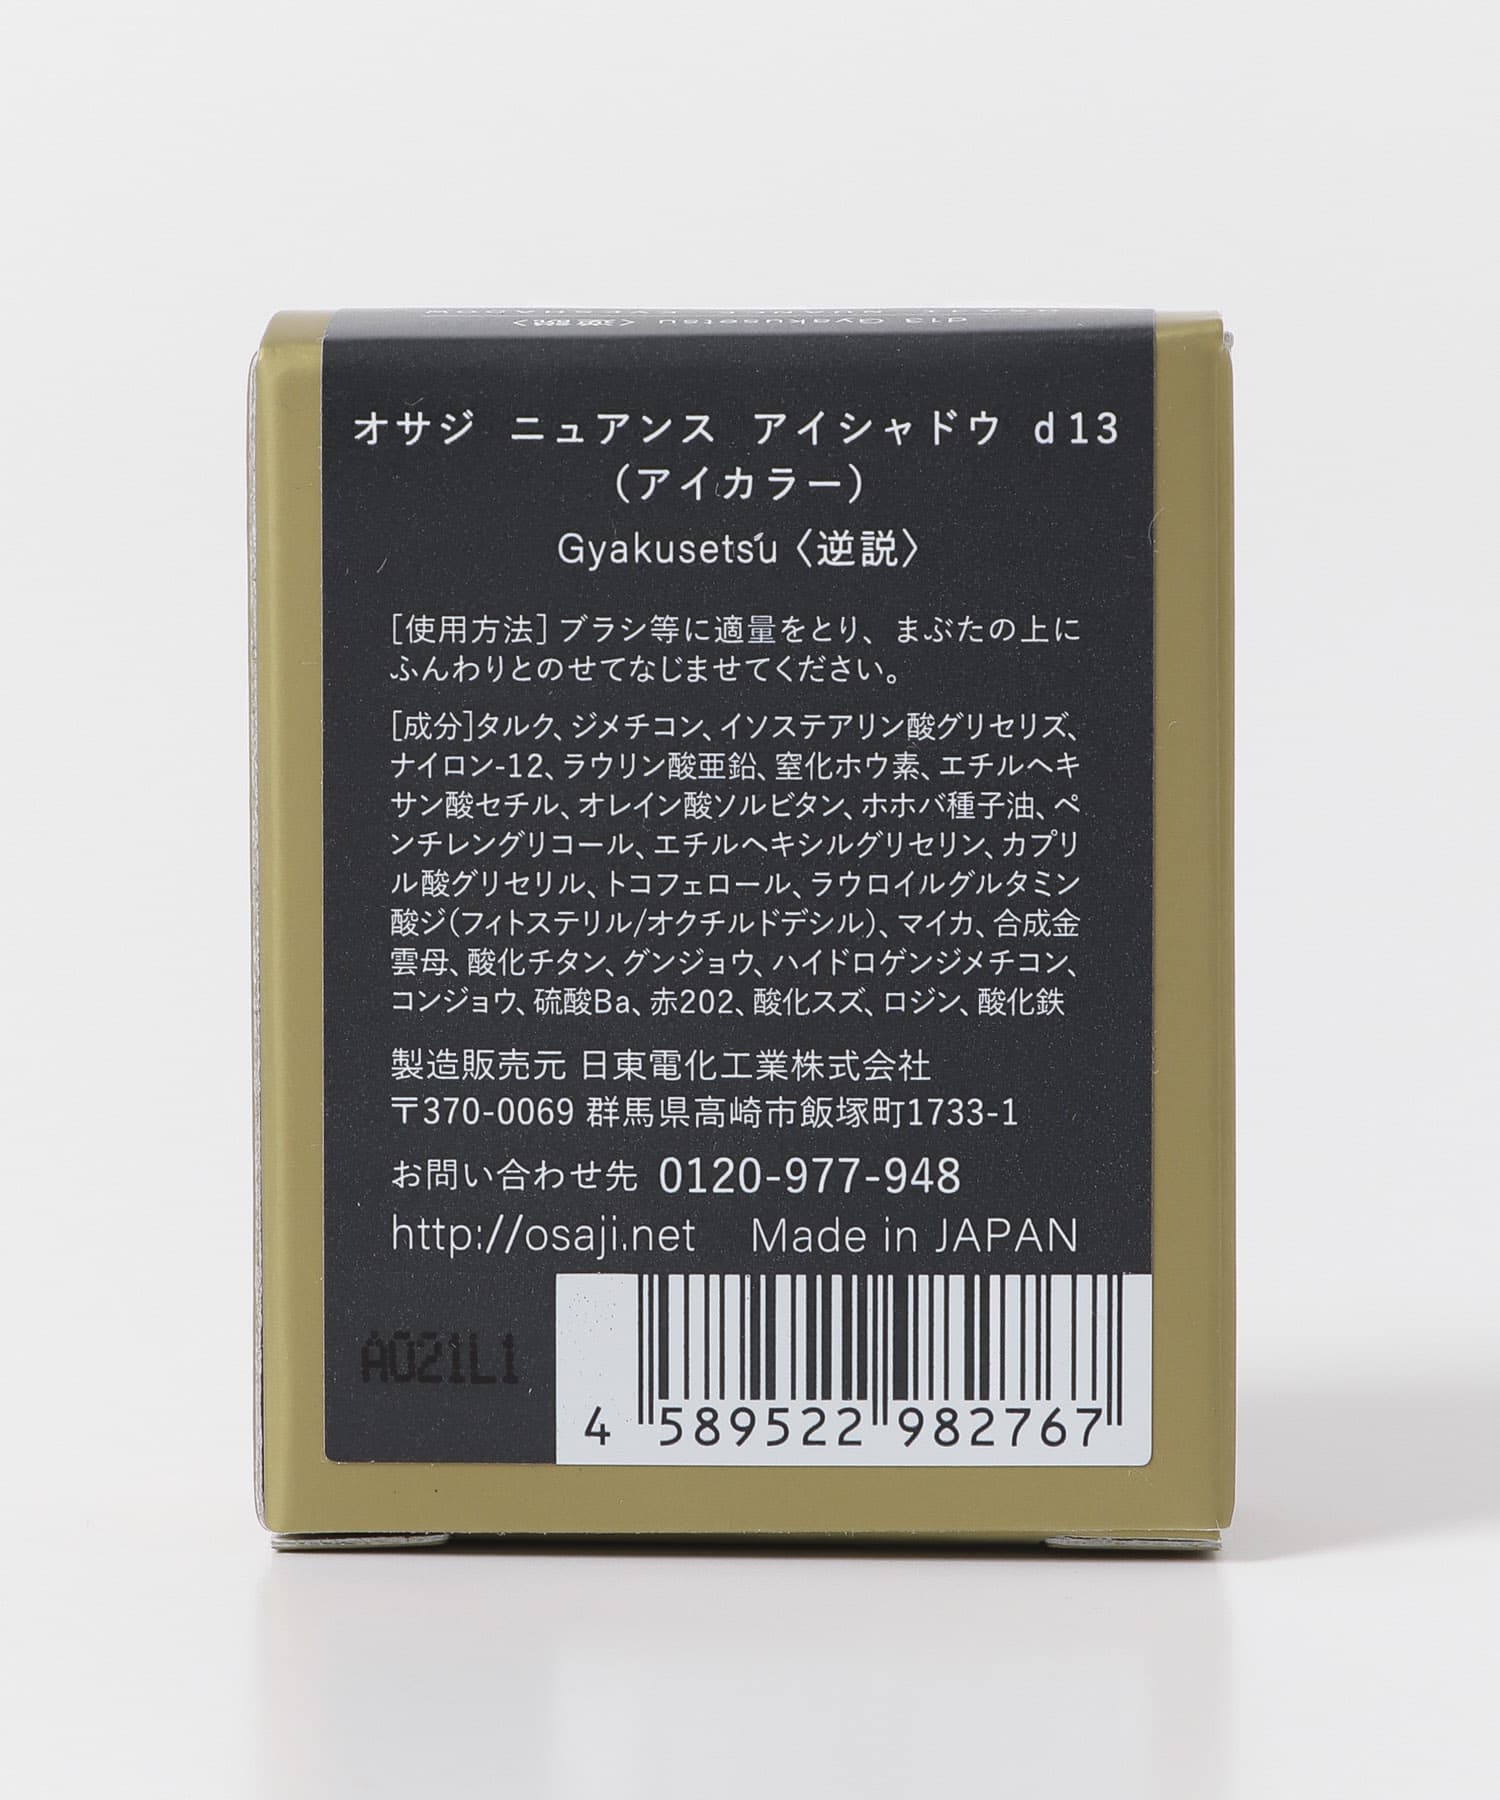 d13 Gyakusetsu〈逆説〉
オサジ ニュアンス アイシャドウ d13
（アイカラー）
Gyakusetsu〈逆説〉
[使用方法] ブラシ等に適量をとり、まぶたの上に
ふんわりとのせてなじませてください。
[成分]タルク、ジメチコン、イソステアリン酸グリセリズ、
ナイロン-12、ラウリン酸亜鉛、窒化ホウ素、エチルヘキ
サン酸セチル、オレイン酸ソルビタン、ホホバ種子油、ペ
ンチレングリコール、エチルヘキシルグリセリン、カプリ
ル酸グリセリル、トコフェロール、ラウロイルグルタミン
酸ジ(フィトステリル/オクチルドデシル)、マイカ、合成金
雲母、酸化チタン、グンジョウ、ハイドロゲンジメチコン、
コンジョウ、硫酸Ba、赤202、酸化スズ、ロジン、酸化鉄
製造販売元 日東電化工業株式会社
〒370-0069 群馬県高崎市飯塚町1733-1
お問い合わせ先 0120-977-948
http://osaji.net Made in JAPAN
A021L1
4 589522 982767